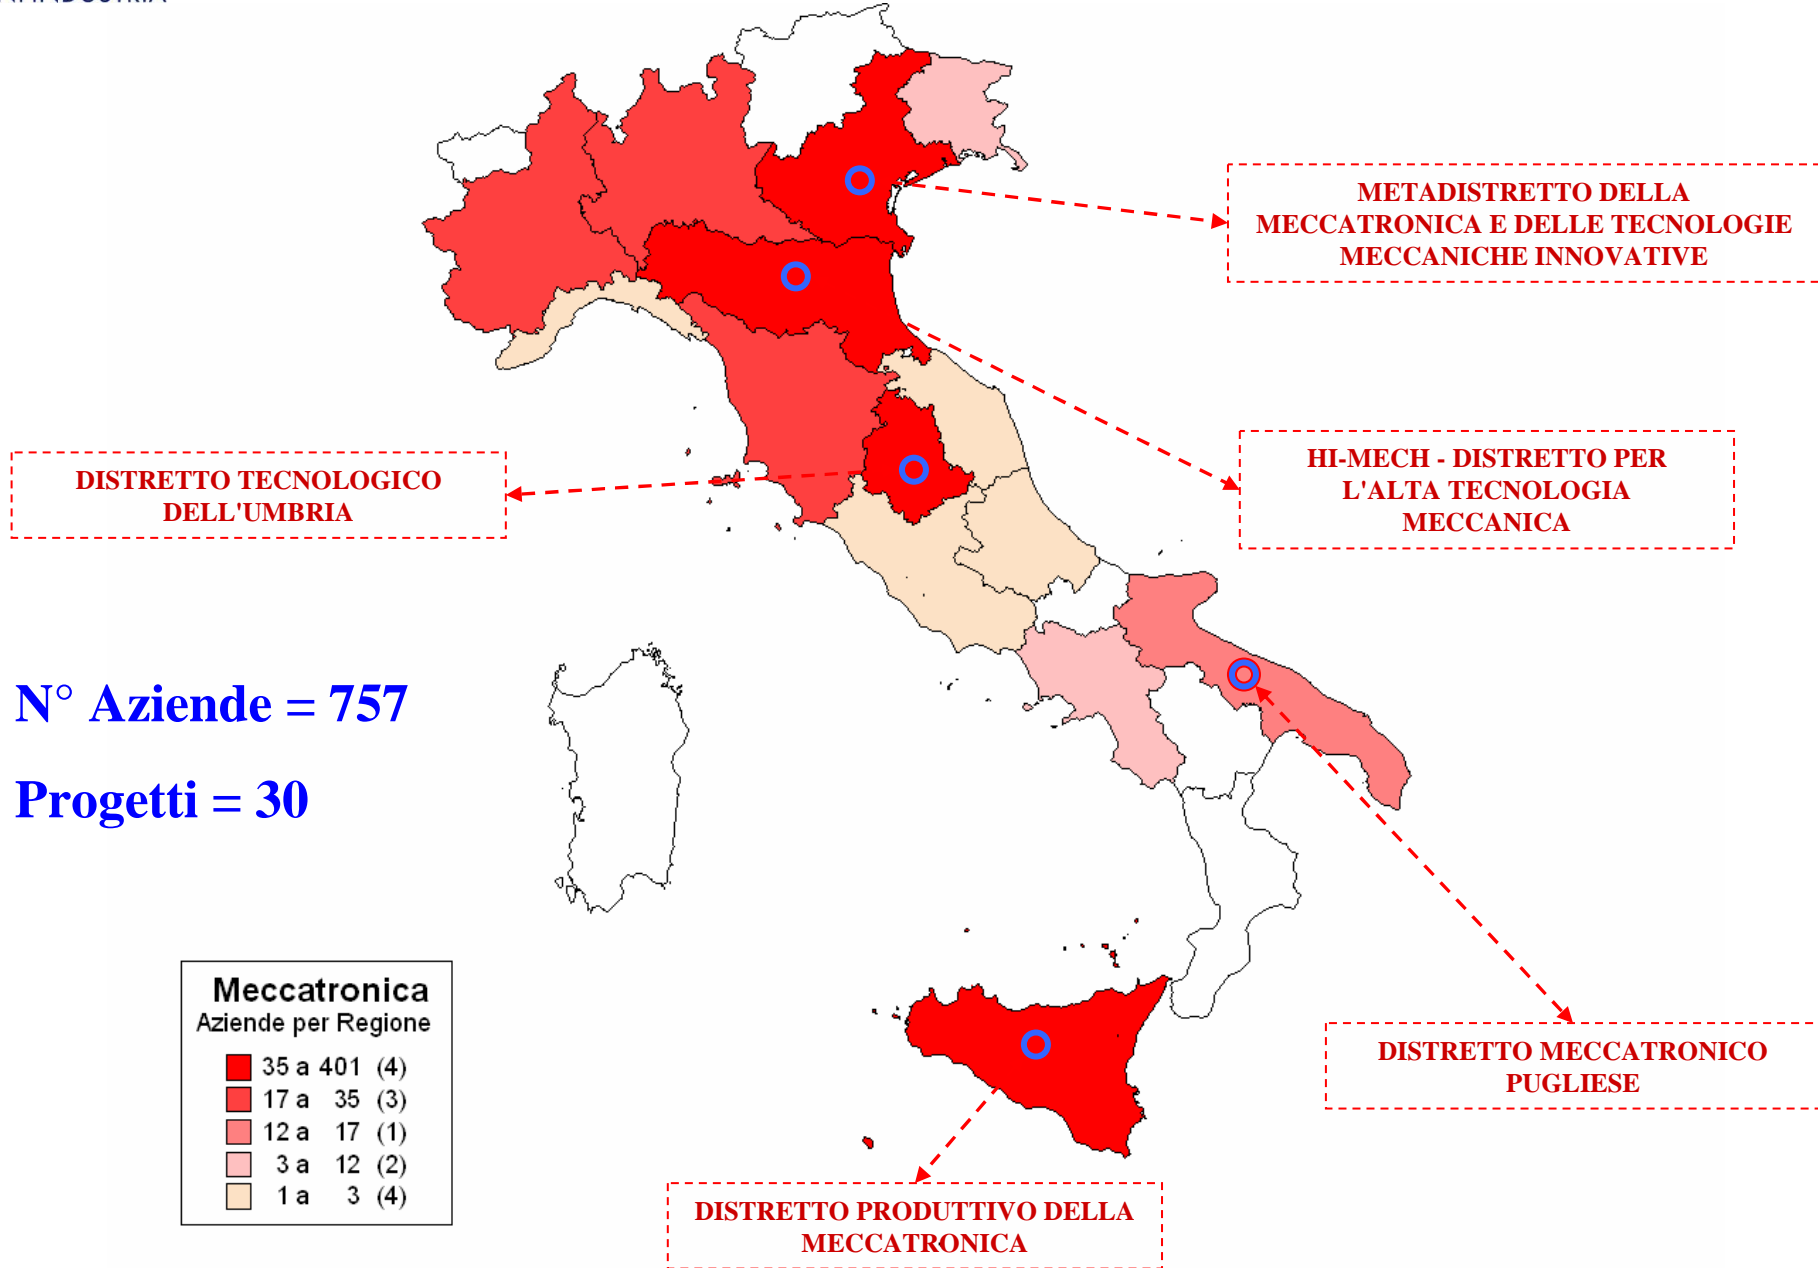 METADISTRETTO DELLA
MECCATRONICA E DELLE TECNOLOGIE
MECCANICHE INNOVATIVE
HI-MECH - DISTRETTO PER
L'ALTA TECNOLOGIA
MECCANICA
DISTRETTO TECNOLOGICO
DELL'UMBRIA
N° Aziende = 757
Progetti = 30
Meccatronica
Aziende per Regione
35 a 401 (4)
17 a 35 (3)
12 a 17 (1)
3 a 12 (2)
1 a 3 (4)
DISTRETTO MECCATRONICO
PUGLIESE
DISTRETTO PRODUTTIVO DELLA
MECCATRONICA